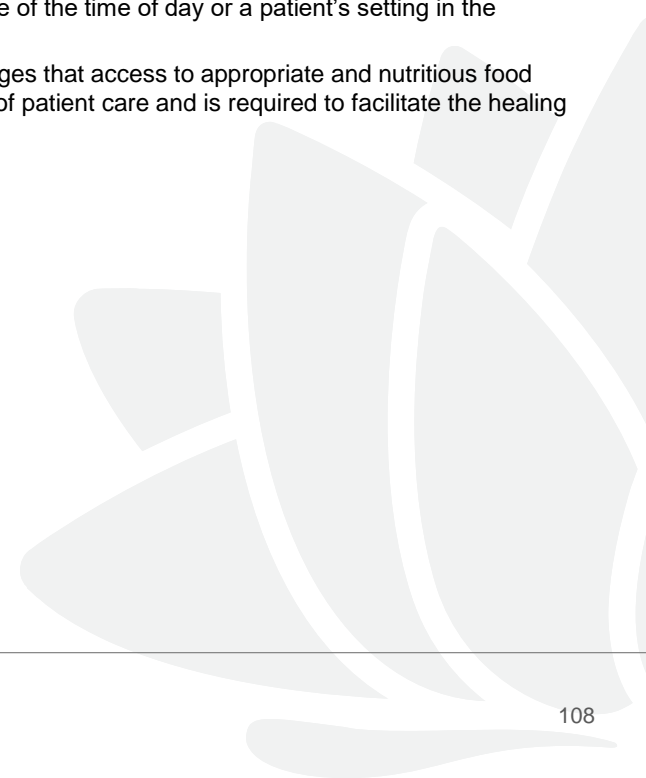 e of the time of day or a patient’s setting in the
ges that access to appropriate and nutritious food
of patient care and is required to facilitate the healing
108